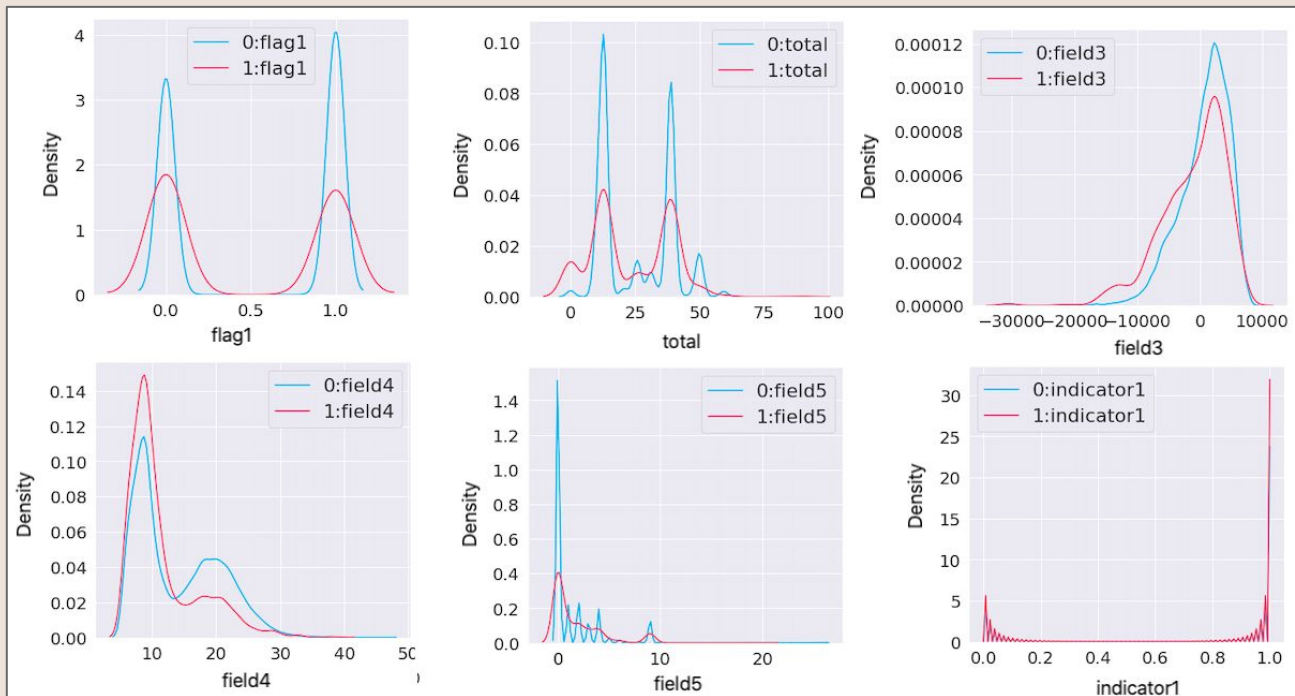 4
3
2
1
0
Density
0:flag1
1:flag1
0.0 0.5 1.0
flag1
0.10
0.08
0.06
0.04
0.02
0.00
Density
0:total
1:total
0 25 50 75 100
total
0.00012
0.00010
0.00008
0.00006
0.00004
0.00002
0.00000
Density
0:field3
1:field3
−30000 −20000 −10000 0 10000
field3
0.14
0.12
0.10
0.08
0.06
0.04
0.02
0.00
Density
0:field4
1:field4
10 20 30 40 50
field4
1.4
1.2
1.0
0.8
0.6
0.4
0.2
0.0
Density
0:field5
1:field5
0 10 20
field5
30
25
20
15
10
5
0
Density
0:indicator1
1:indicator1
0.0 0.2 0.4 0.6 0.8 1.0
indicator1